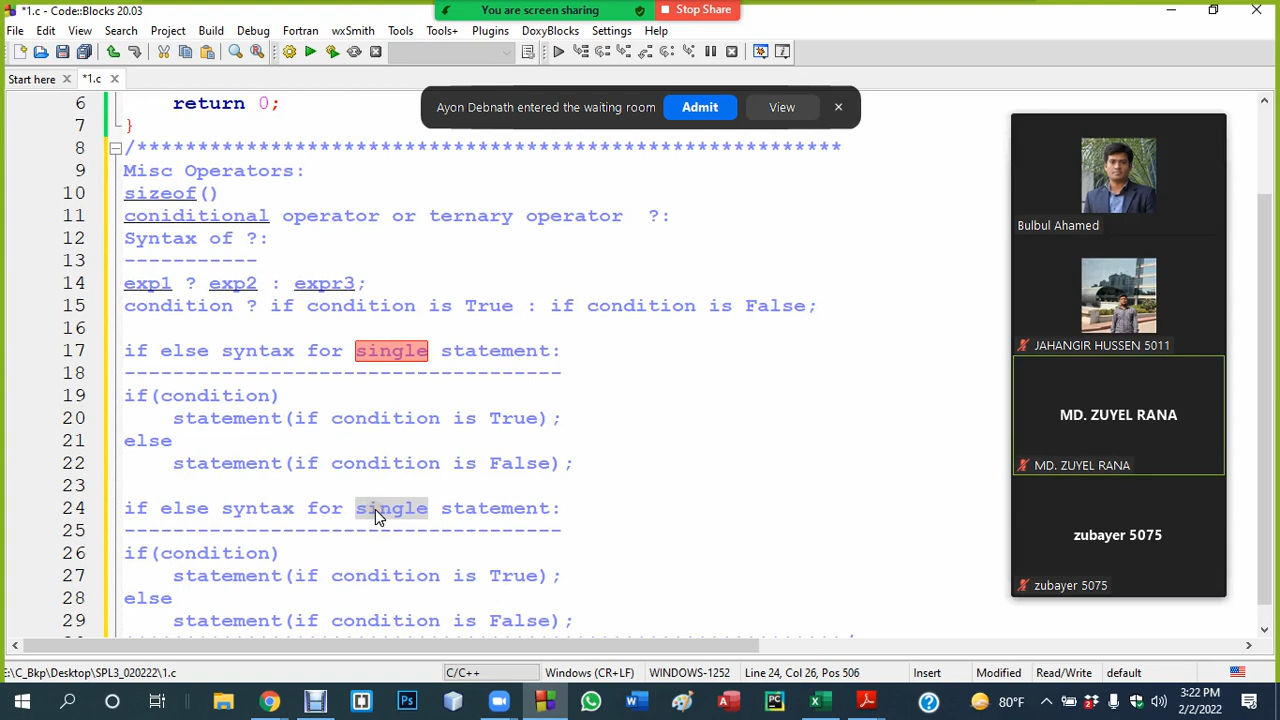 *1.c - Code::Blocks 20.03
You are screen sharing
Stop Share
File Edit View Search Project Build Debug Fortran wxSmith Tools Tools+ Plugins DoxyBlocks Settings Help
Start here
*1.c
Ayon Debnath entered the waiting room
Admit
View
6 return 0;
7 }
8 /**********************************************************
9 Misc Operators:
10 sizeof()
11 coniditional operator or ternary operator ?:
12 Syntax of ?:
13 -----------
14 exp1 ? exp2 : expr3;
15 condition ? if condition is True : if condition is False;
16
17 if else syntax for single statement:
18 ------------------------------------
19 if(condition)
20 statement(if condition is True);
21 else
22 statement(if condition is False);
23
24 if else syntax for single statement:
25 ------------------------------------
26 if(condition)
27 statement(if condition is True);
28 else
29 statement(if condition is False);
Bulbul Ahamed
JAHANGIR HUSSEN 5011
MD. ZUYEL RANA
MD. ZUYEL RANA
zubayer 5075
zubayer 5075
E:\C_Bkp\Desktop\SPL3_020222\1.c
C/C++
Windows (CR+LF)
WINDOWS-1252
Line 24, Col 26, Pos 506
Insert
Modified
Read/Write
default
80°F
3:22 PM
2/2/2022